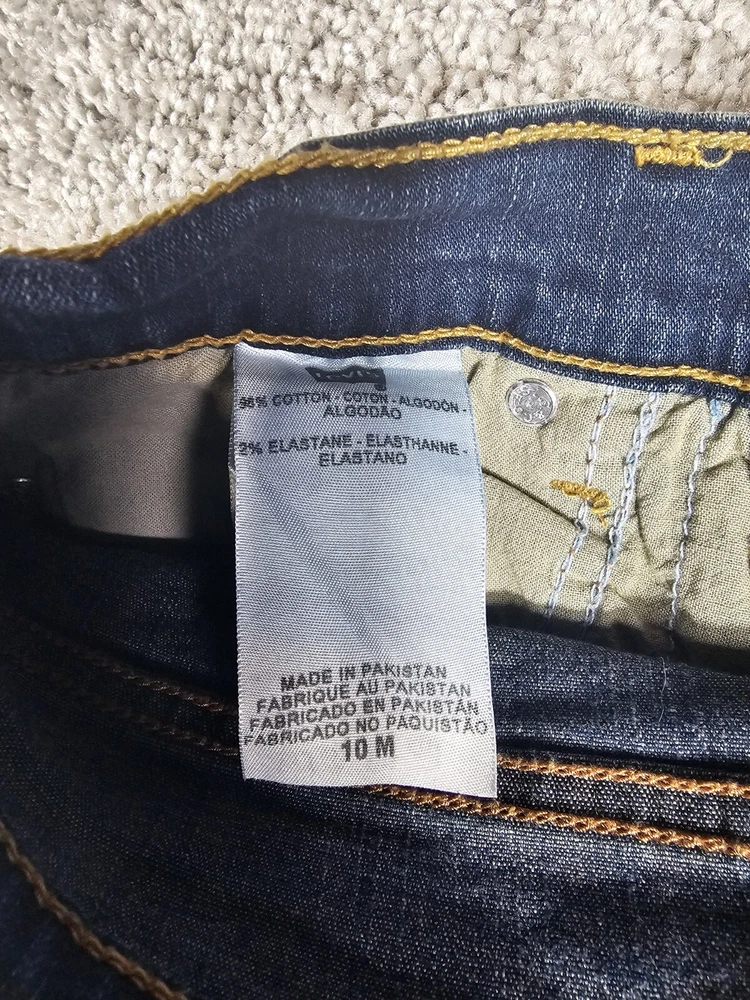 Levi's
98% COTTON - COTON - ALGODÓN -
ALGODÃO
2% ELASTANE - ELASTHANNE -
ELASTANO
MADE IN PAKISTAN
FABRIQUE AU PAKISTAN
FABRICADO EN PAKISTÁN
FABRICADO NO PAQUISTÃO
10 M